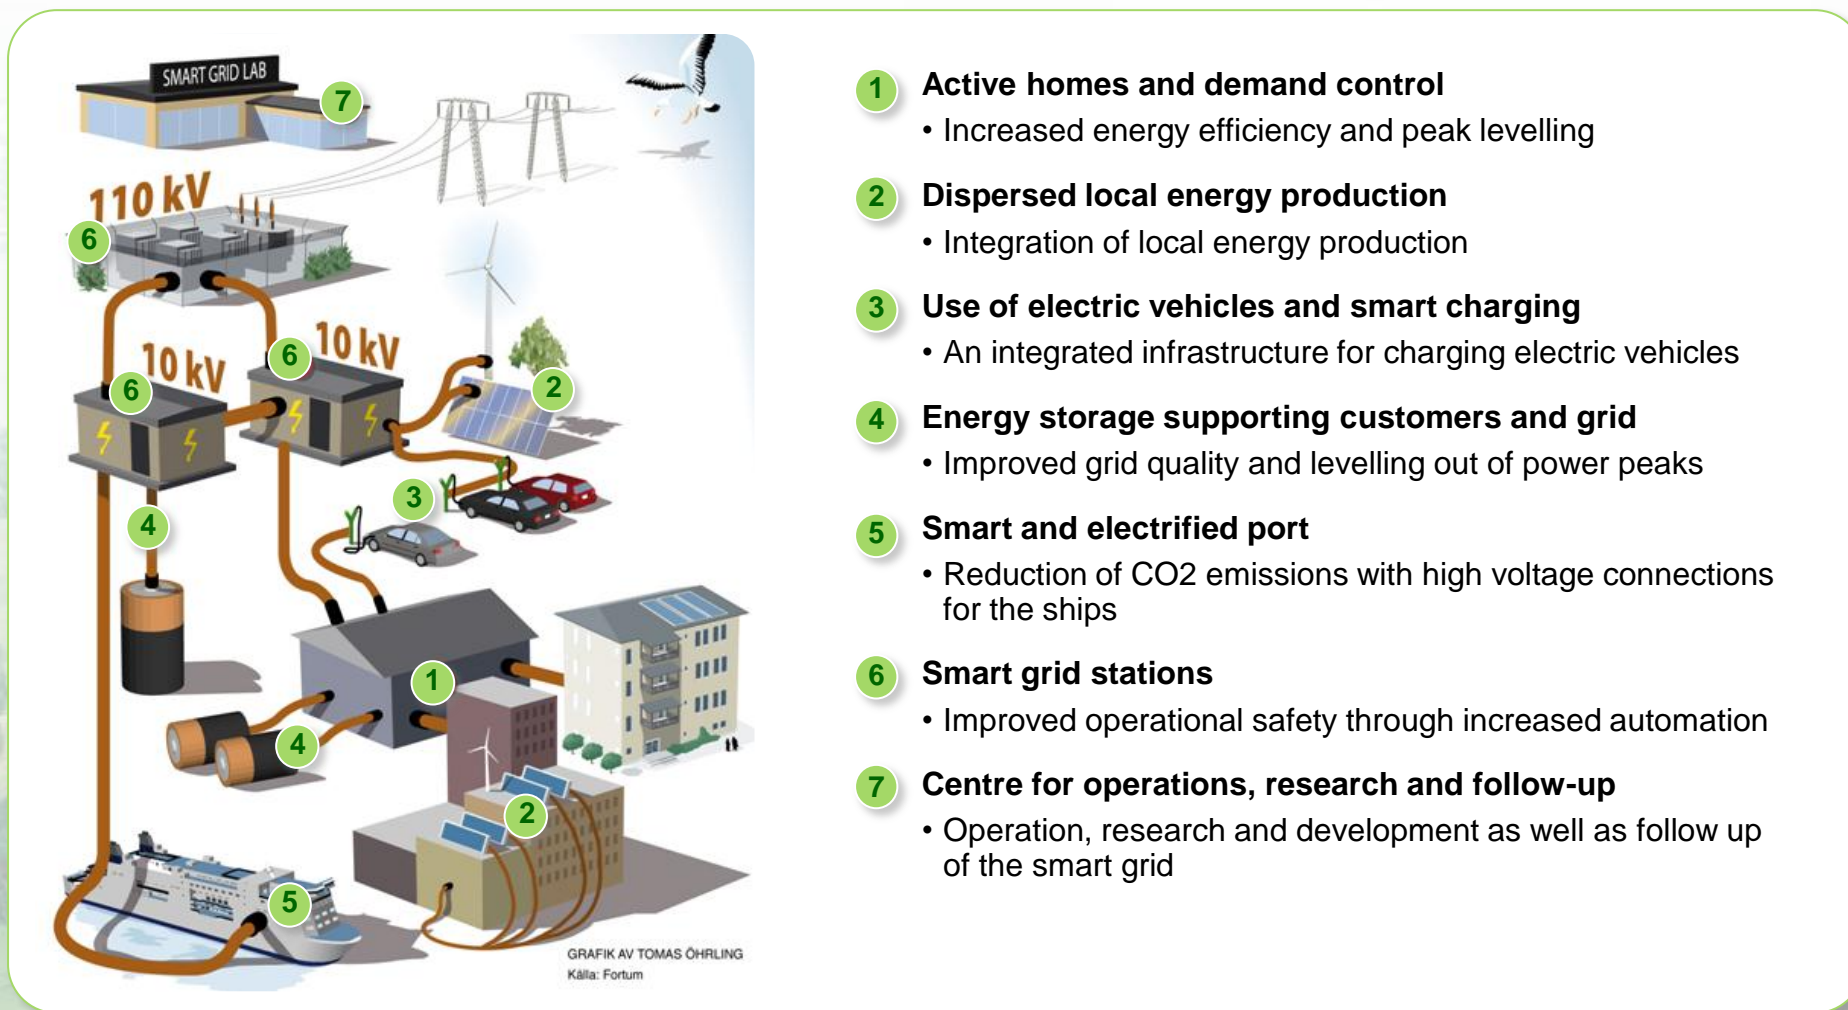 SMART GRID LAB
7
110 kV
6
10 kV
6
10 kV
6
2
3
4
1
4
2
5
GRAFIK AV TOMAS ÖHRLING
Källa: Fortum
1 Active homes and demand control
• Increased energy efficiency and peak levelling
2 Dispersed local energy production
• Integration of local energy production
3 Use of electric vehicles and smart charging
• An integrated infrastructure for charging electric vehicles
4 Energy storage supporting customers and grid
• Improved grid quality and levelling out of power peaks
5 Smart and electrified port
• Reduction of CO2 emissions with high voltage connections
for the ships
6 Smart grid stations
• Improved operational safety through increased automation
7 Centre for operations, research and follow-up
• Operation, research and development as well as follow up
of the smart grid